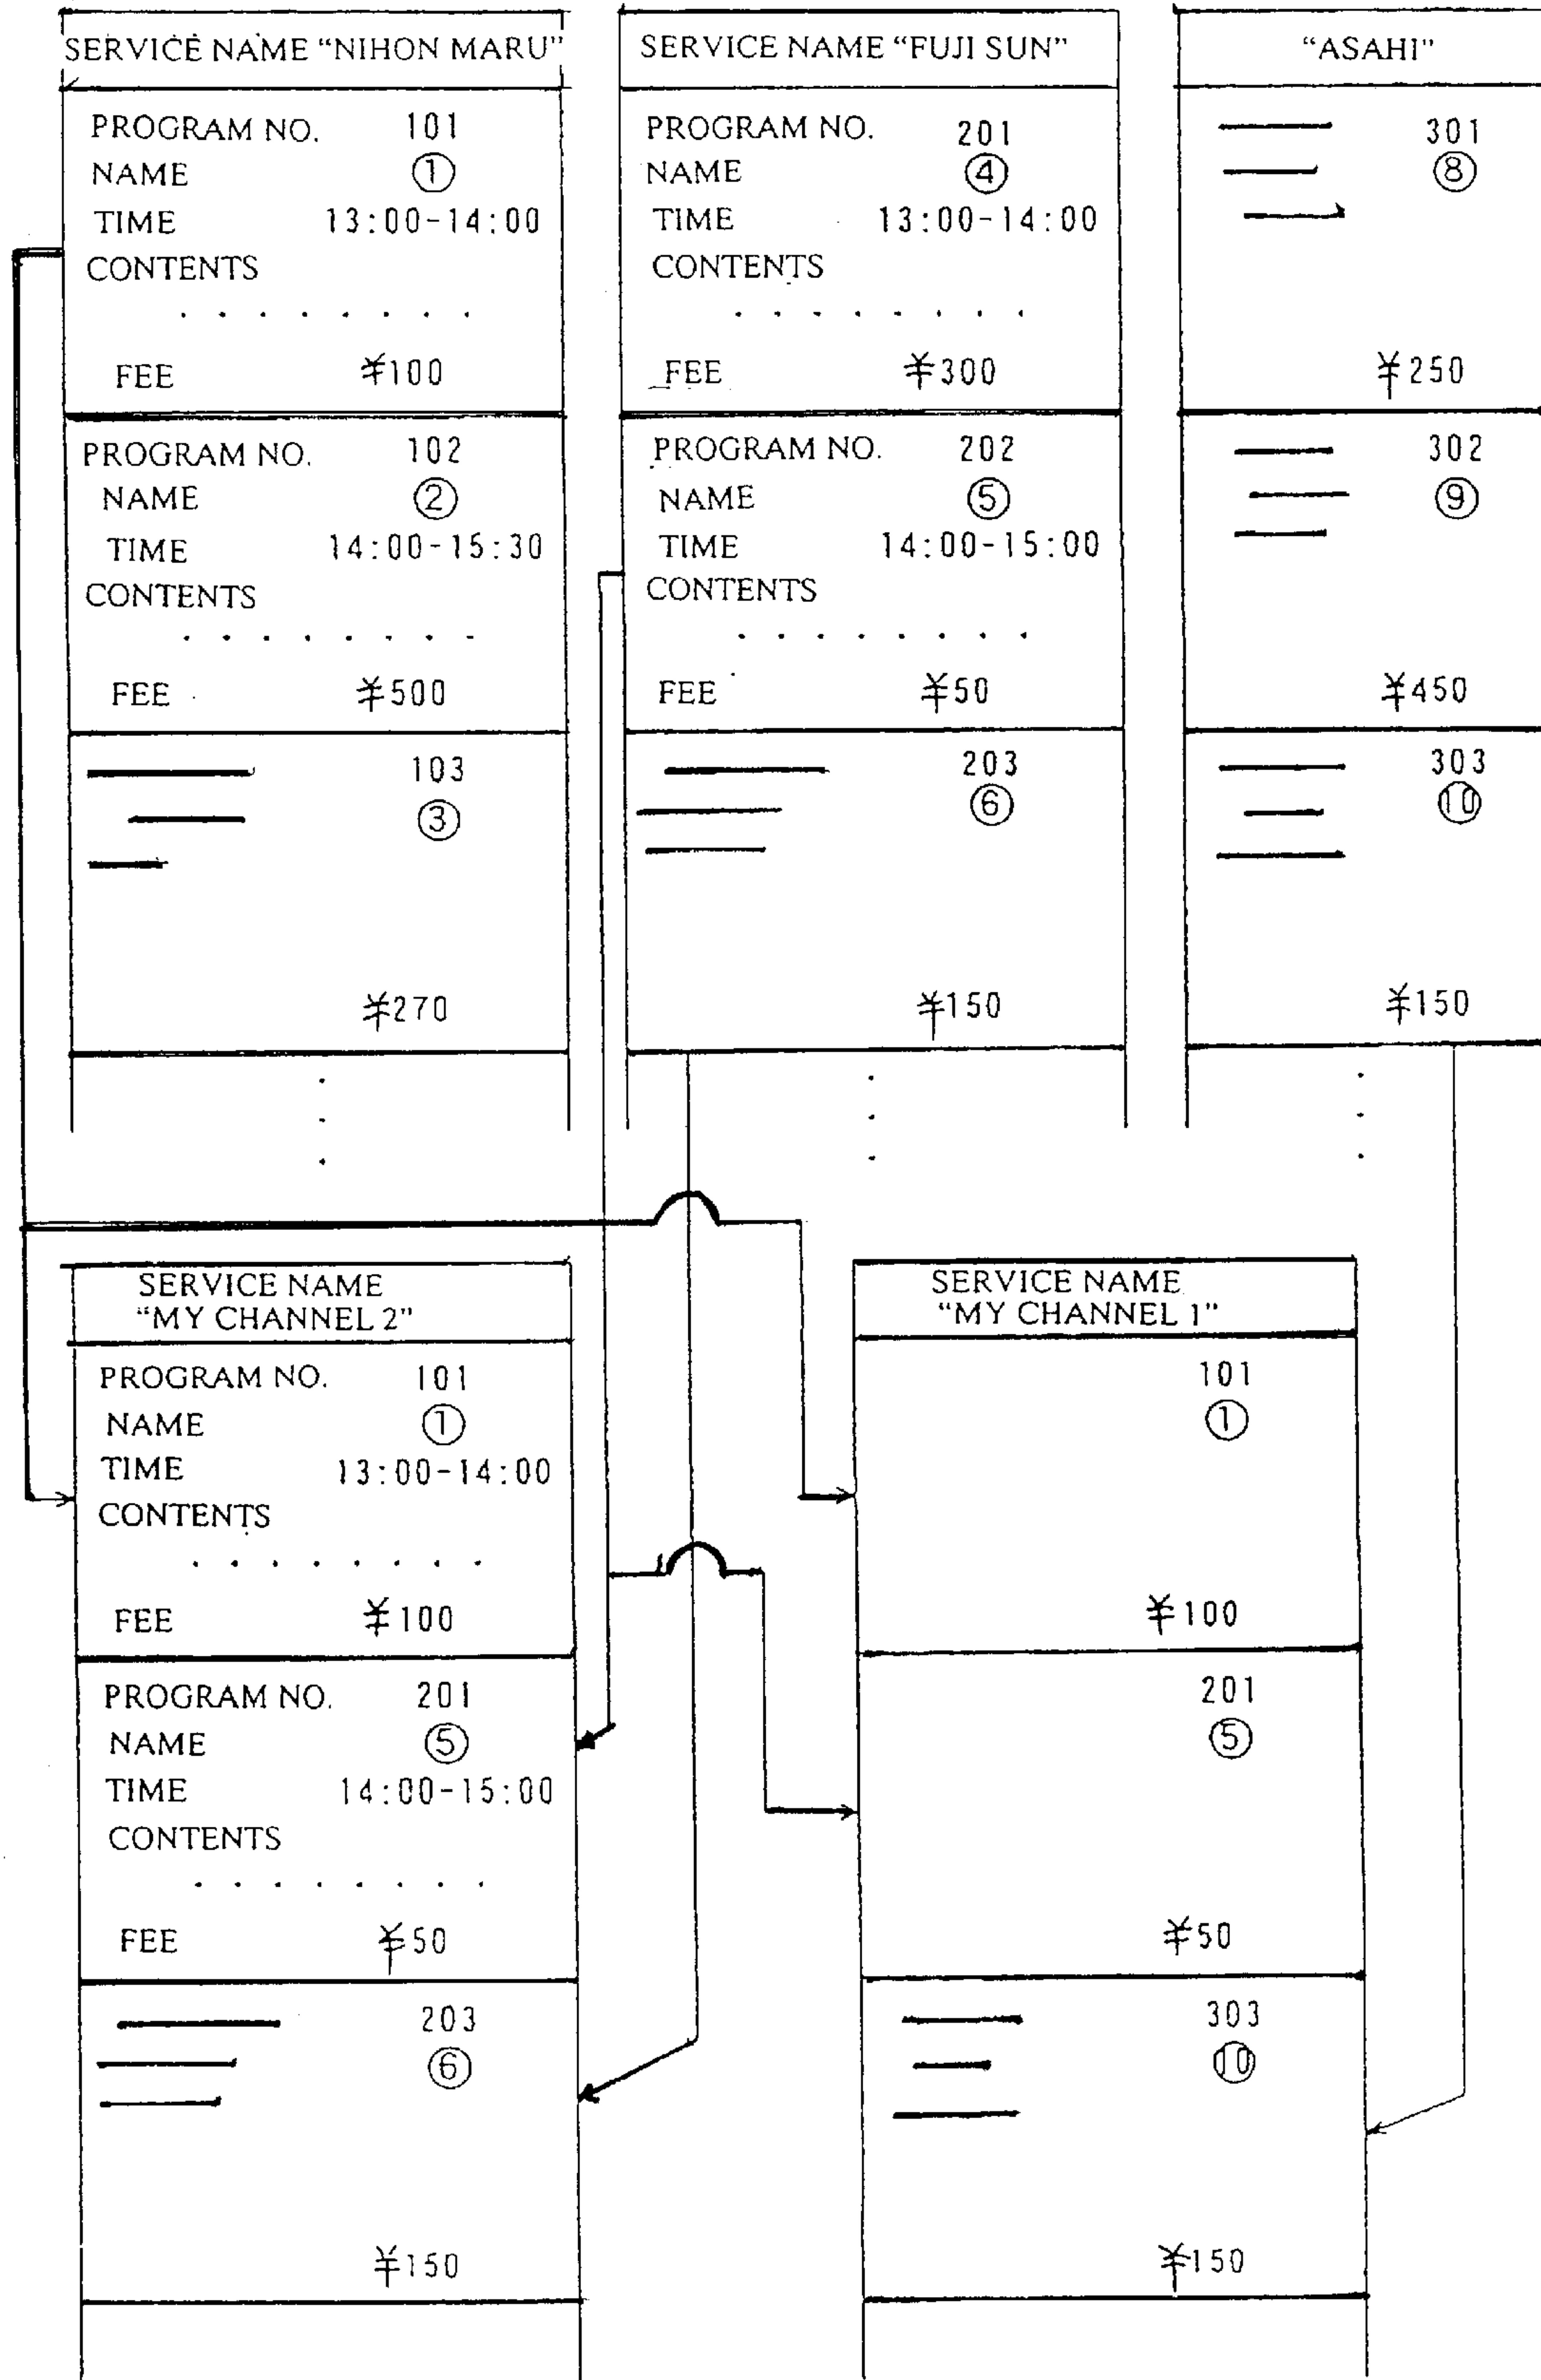 SERVICE NAME “NIHON MARU”
PROGRAM NO. 101
NAME ①
TIME 13:00-14:00
CONTENTS
. . . . . . . .
FEE ¥100
PROGRAM NO. 102
NAME ②
TIME 14:00-15:30
CONTENTS
. . . . . . . .
FEE ¥500
103
③
¥270
SERVICE NAME “FUJI SUN”
PROGRAM NO. 201
NAME ④
TIME 13:00-14:00
CONTENTS
. . . . . . . .
FEE ¥300
PROGRAM NO. 202
NAME ⑤
TIME 14:00-15:00
CONTENTS
. . . . . . . .
FEE ¥50
203
⑥
¥150
“ASAHI”
301
⑧
¥250
302
⑨
¥450
303
⑩
¥150
SERVICE NAME
“MY CHANNEL 2”
PROGRAM NO. 101
NAME ①
TIME 13:00-14:00
CONTENTS
. . . . . . . .
FEE ¥100
PROGRAM NO. 201
NAME ⑤
TIME 14:00-15:00
CONTENTS
. . . . . . . .
FEE ¥50
203
⑥
¥150
SERVICE NAME
“MY CHANNEL 1”
101
①
¥100
201
⑤
¥50
303
⑩
¥150